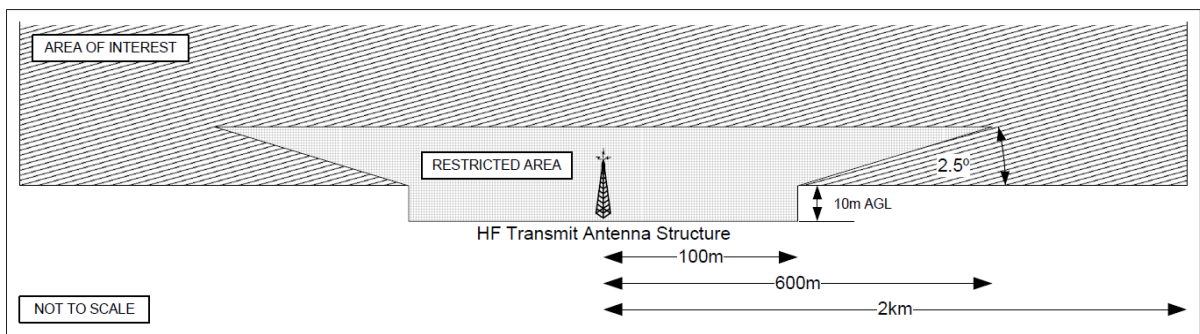 AREA OF INTEREST
RESTRICTED AREA
2.5º
10m AGL
HF Transmit Antenna Structure
100m
600m
2km
NOT TO SCALE